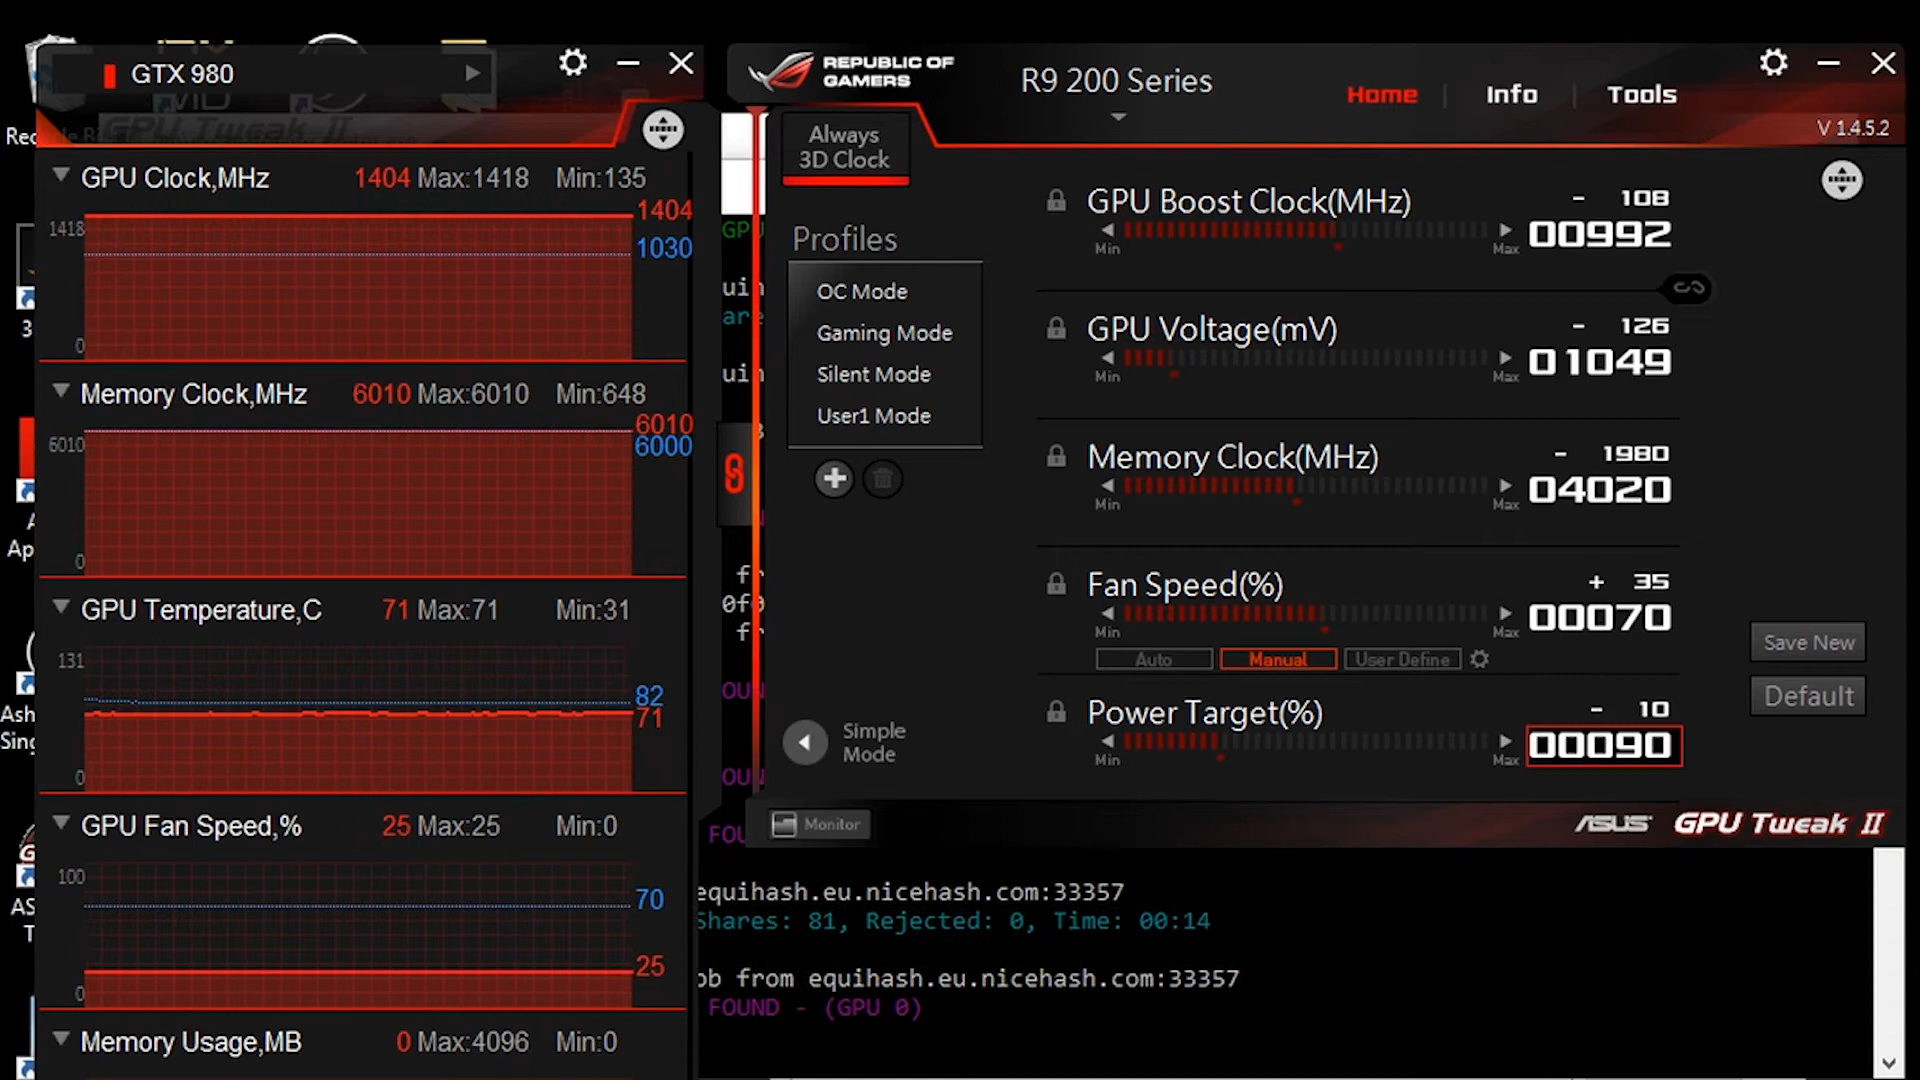 GTX 980
GPU Tweak II
GPU Clock,MHz 1404 Max:1418 Min:135
1404
1418
1030
0
Memory Clock,MHz 6010 Max:6010 Min:648
6010
6010
6000
0
GPU Temperature,C 71 Max:71 Min:31
131
82
71
0
GPU Fan Speed,% 25 Max:25 Min:0
100
70
25
0
Memory Usage,MB 0 Max:4096 Min:0
REPUBLIC OF
GAMERS
R9 200 Series
Home Info Tools
V 1.4.5.2
Always
3D Clock
Profiles
OC Mode
Gaming Mode
Silent Mode
User1 Mode
Simple
Mode
GPU Boost Clock(MHz) - 108
00992
Min Max
GPU Voltage(mV) - 126
01049
Min Max
Memory Clock(MHz) - 1980
04020
Min Max
Fan Speed(%) + 35
00070
Min Max
Auto Manual User Define
Power Target(%) - 10
00090
Min Max
Save New
Default
Monitor
ASUS GPU Tweak II
equihash.eu.nicehash.com:33357
Shares: 81, Rejected: 0, Time: 00:14
ob from equihash.eu.nicehash.com:33357
FOUND - (GPU 0)